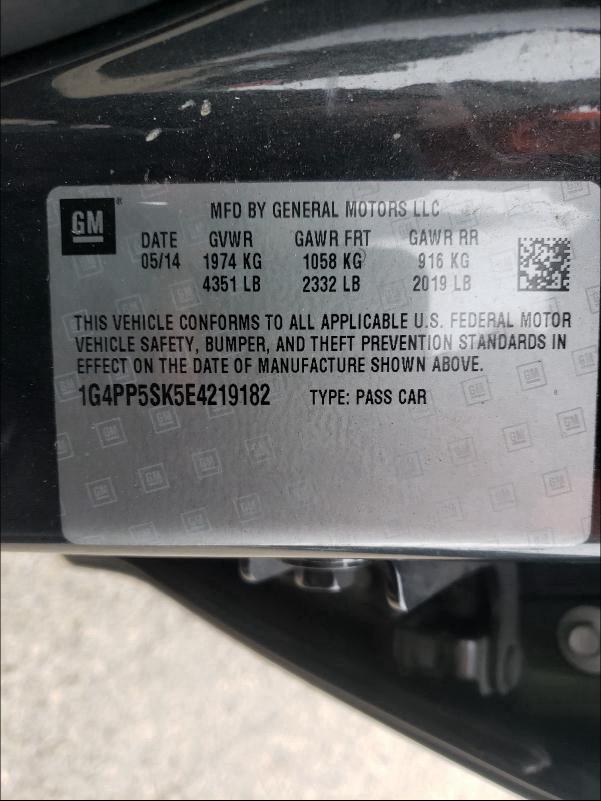 GM
MFD BY GENERAL MOTORS LLC
DATE GVWR GAWR FRT GAWR RR
05/14 1974 KG 1058 KG 916 KG
4351 LB 2332 LB 2019 LB
THIS VEHICLE CONFORMS TO ALL APPLICABLE U.S. FEDERAL MOTOR
VEHICLE SAFETY, BUMPER, AND THEFT PREVENTION STANDARDS IN
EFFECT ON THE DATE OF MANUFACTURE SHOWN ABOVE.
1G4PP5SK5E4219182 TYPE: PASS CAR